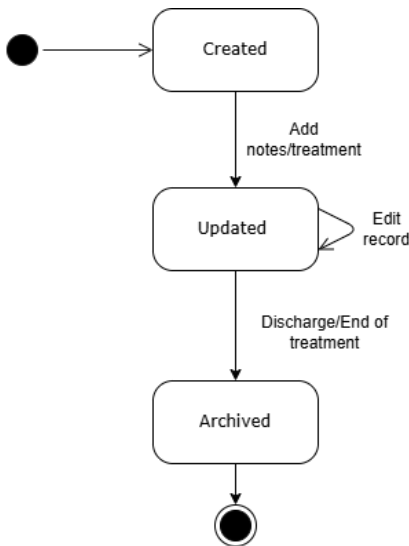 Created
Add
notes/treatment
Updated
Edit
record
Discharge/End of
treatment
Archived